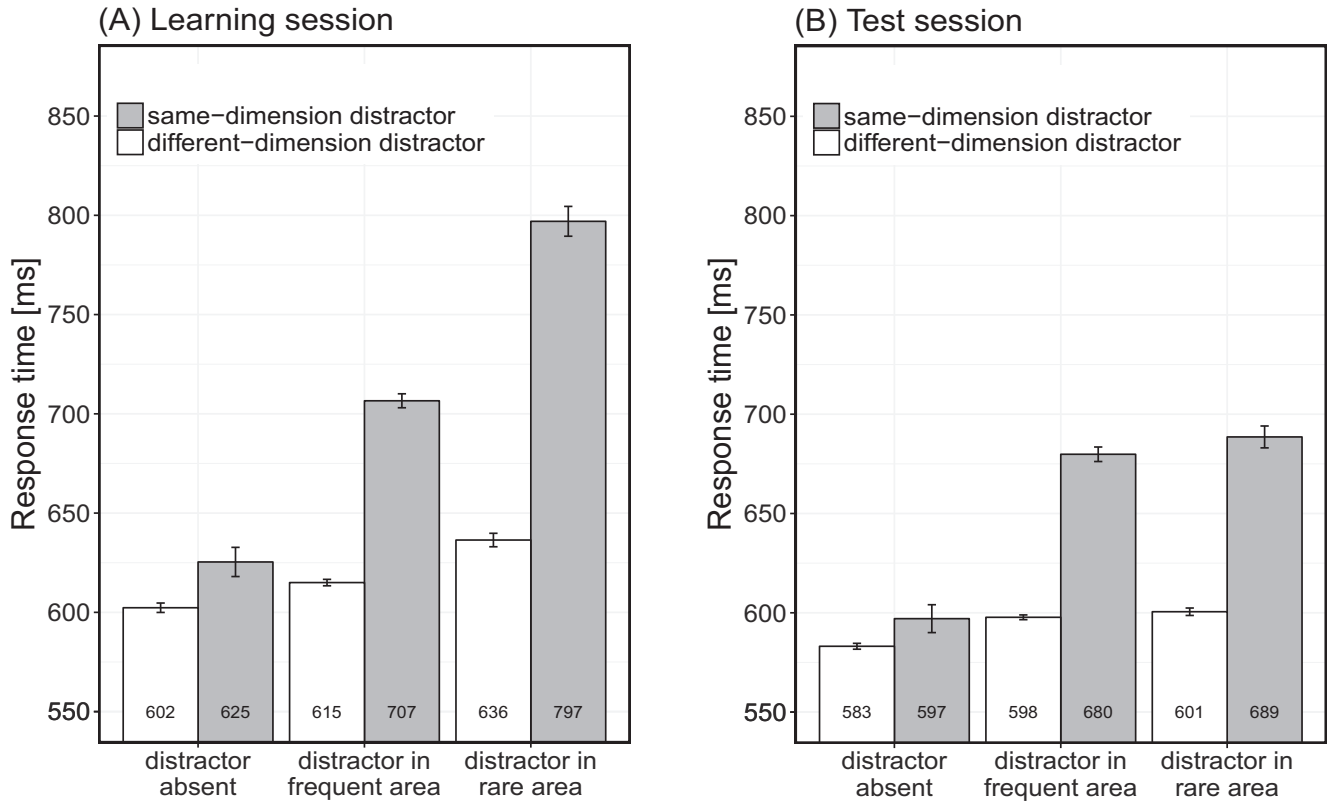 (A) Learning session
same−dimension distractor
different−dimension distractor
Response time [ms]
850
800
750
700
650
600
550
602 625 615 707 636 797
distractor absent
distractor in frequent area
distractor in rare area
(B) Test session
same−dimension distractor
different−dimension distractor
Response time [ms]
850
800
750
700
650
600
550
583 597 598 680 601 689
distractor absent
distractor in frequent area
distractor in rare area